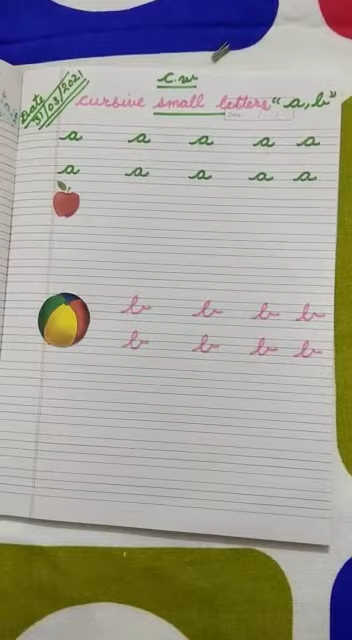 c.w
Date 31/03/2021
cursive small letters "a,b"
a a a a a
a a a a a
b b b b
b b b b